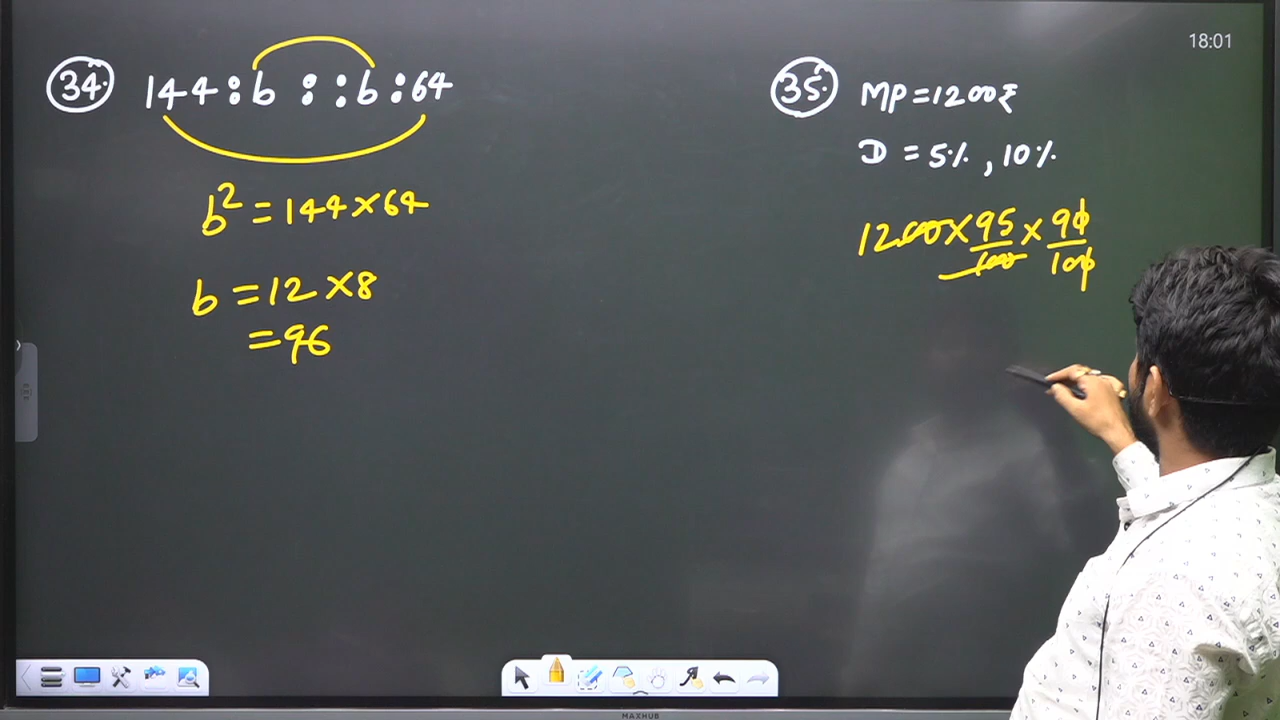 34. 144 : b :: b : 64
b² = 144 × 64
b = 12 × 8
= 96
18:01
35. MP = 1200₹
D = 5%, 10%
1200 × 95/100 × 90/100
MAXHUB